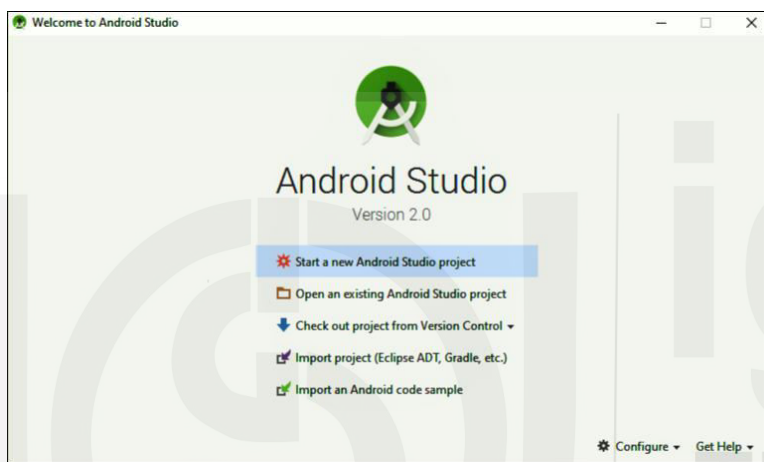 Welcome to Android Studio
Android Studio
Version 2.0
Start a new Android Studio project
Open an existing Android Studio project
Check out project from Version Control
Import project (Eclipse ADT, Gradle, etc.)
Import an Android code sample
Configure
Get Help